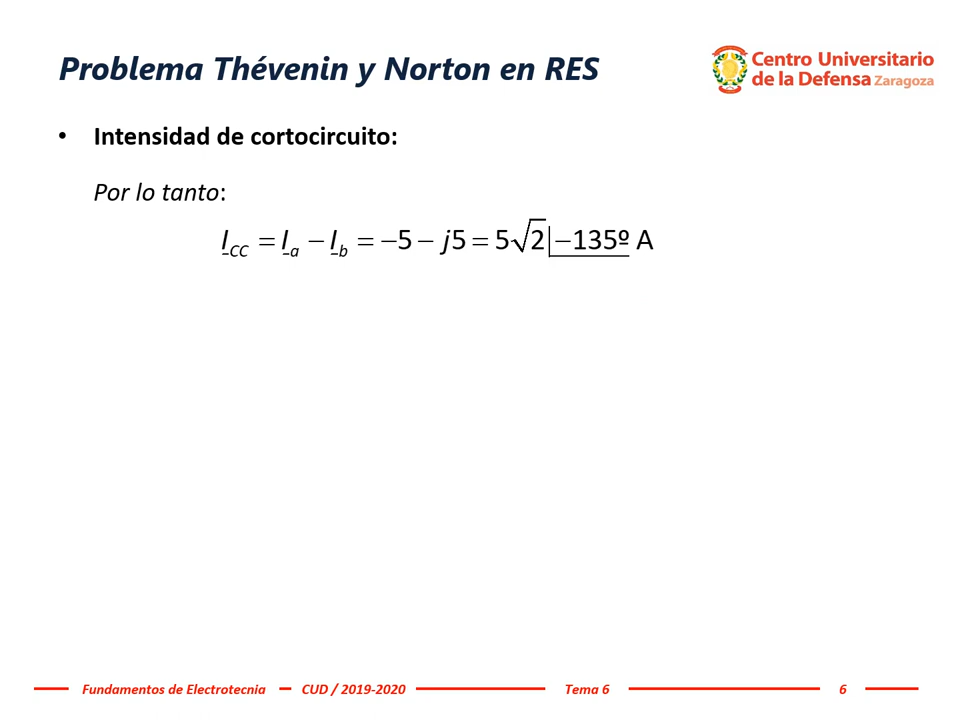 Problema Thévenin y Norton en RES
Centro Universitario
de la Defensa Zaragoza
• Intensidad de cortocircuito:
Por lo tanto:
I_CC = I_a − I_b = −5 − j5 = 5√2 |−135º A
Fundamentos de Electrotecnia CUD / 2019-2020 Tema 6 6